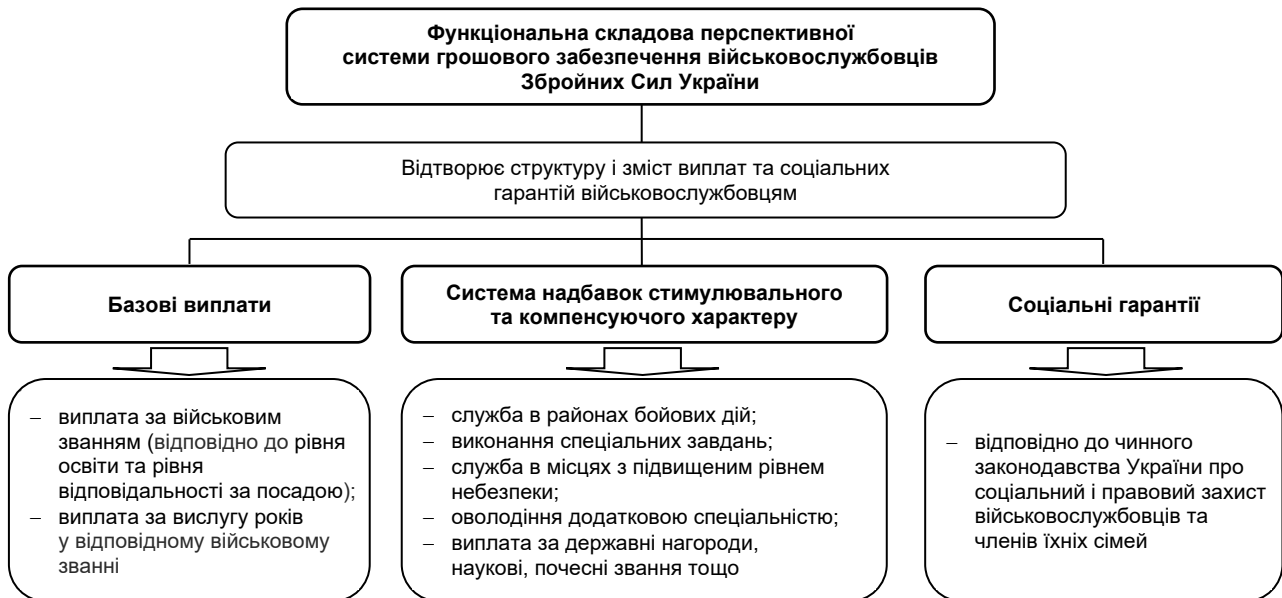 Функціональна складова перспективної
системи грошового забезпечення військовослужбовців
Збройних Сил України
Відтворює структуру і зміст виплат та соціальних
гарантій військовослужбовцям
Базові виплати
Система надбавок стимулювального
та компенсуючого характеру
Соціальні гарантії
– виплата за військовим
званням (відповідно до рівня
освіти та рівня
відповідальності за посадою);
– виплата за вислугу років
у відповідному військовому
званні
– служба в районах бойових дій;
– виконання спеціальних завдань;
– служба в місцях з підвищеним рівнем
небезпеки;
– оволодіння додатковою спеціальністю;
– виплата за державні нагороди,
наукові, почесні звання тощо
– відповідно до чинного
законодавства України про
соціальний і правовий захист
військовослужбовців та
членів їхніх сімей